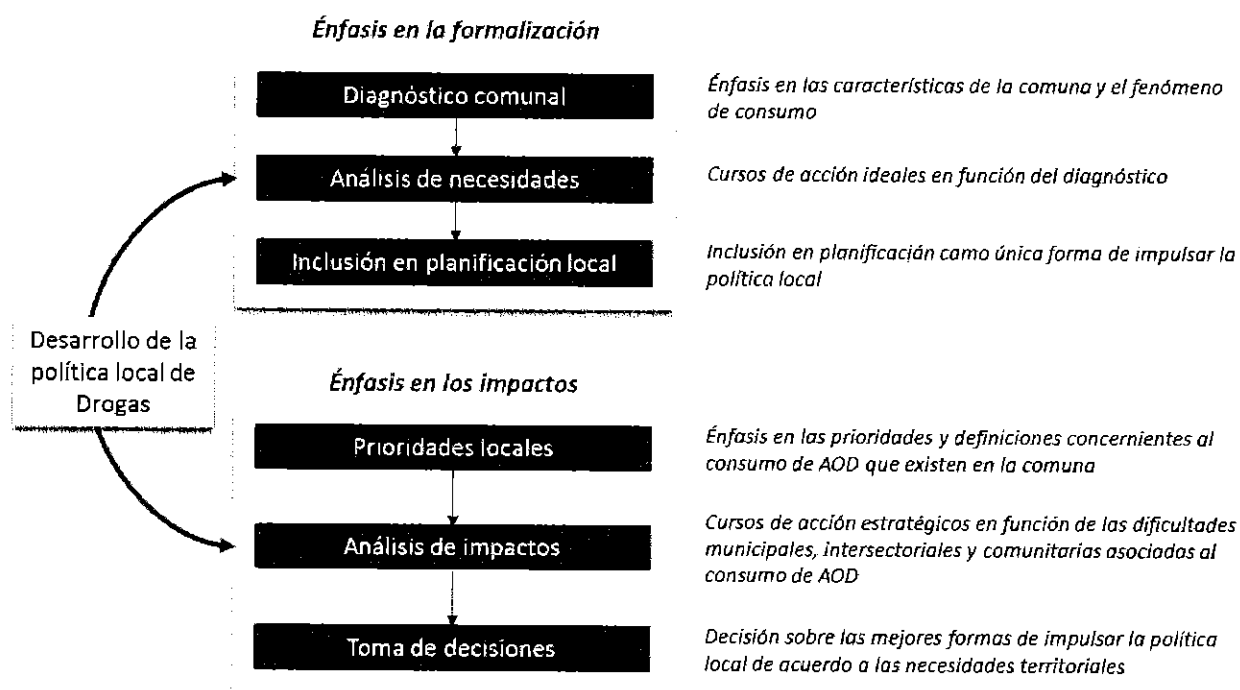 Énfasis en la formalización
Diagnóstico comunal
Énfasis en las características de la comuna y el fenómeno
de consumo
Análisis de necesidades
Cursos de acción ideales en función del diagnóstico
Inclusión en planificación local
Inclusión en planificacián camo única forma de impulsar la
política local
Desarrollo de la
política local de
Drogas
Énfasis en los impactos
Prioridades locales
Énfasis en las prioridades y definiciones concernientes al
consumo de AOD que existen en la comuna
Análisis de impactos
Cursos de acción estratégicos en función de las dificultades
municipales, intersectoriales y comunitarias asociadas al
consumo de AOD
Toma de decisiones
Decisión sobre las mejores formas de impulsar la política
local de acuerdo a las necesidades territoriales